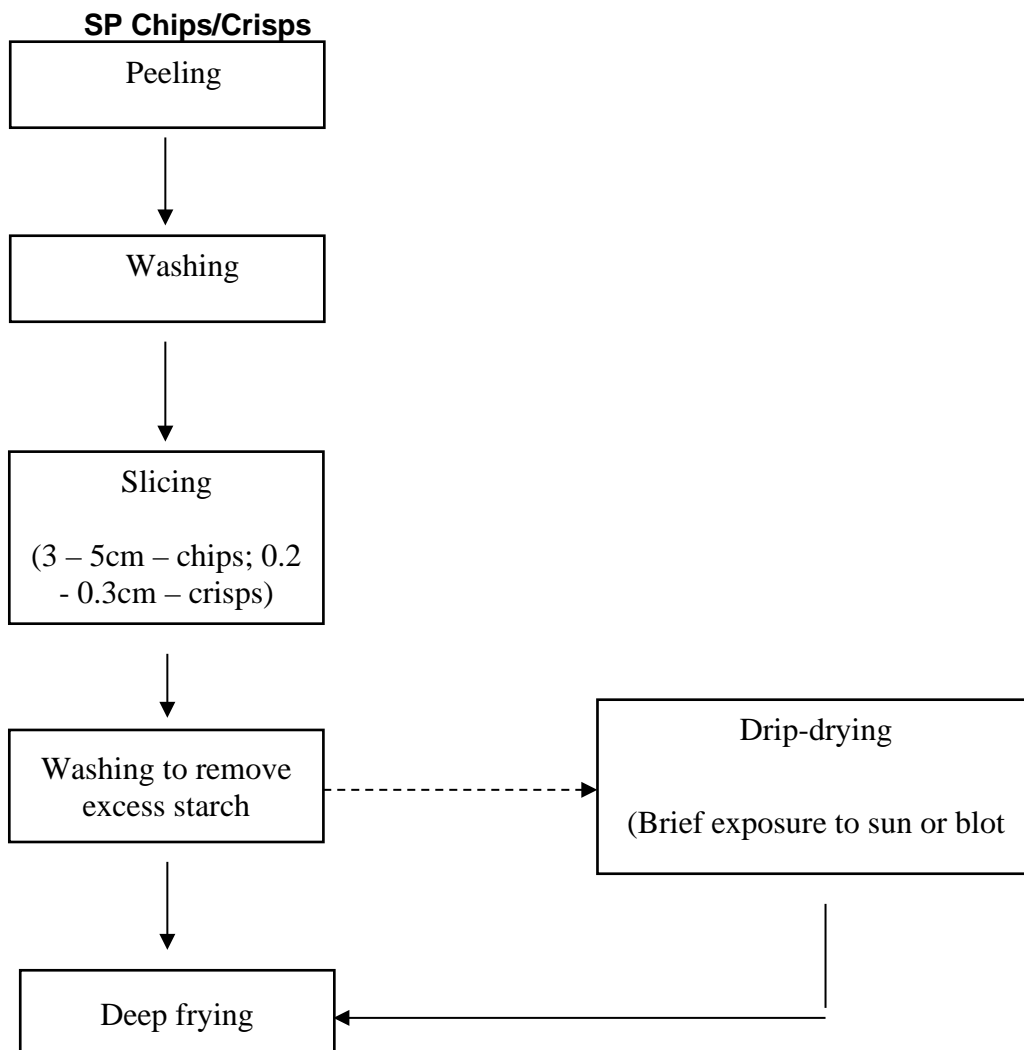 SP Chips/Crisps
Peeling
Washing
Slicing
(3 – 5cm – chips; 0.2
- 0.3cm – crisps)
Washing to remove
excess starch
Drip-drying
(Brief exposure to sun or blot
Deep frying